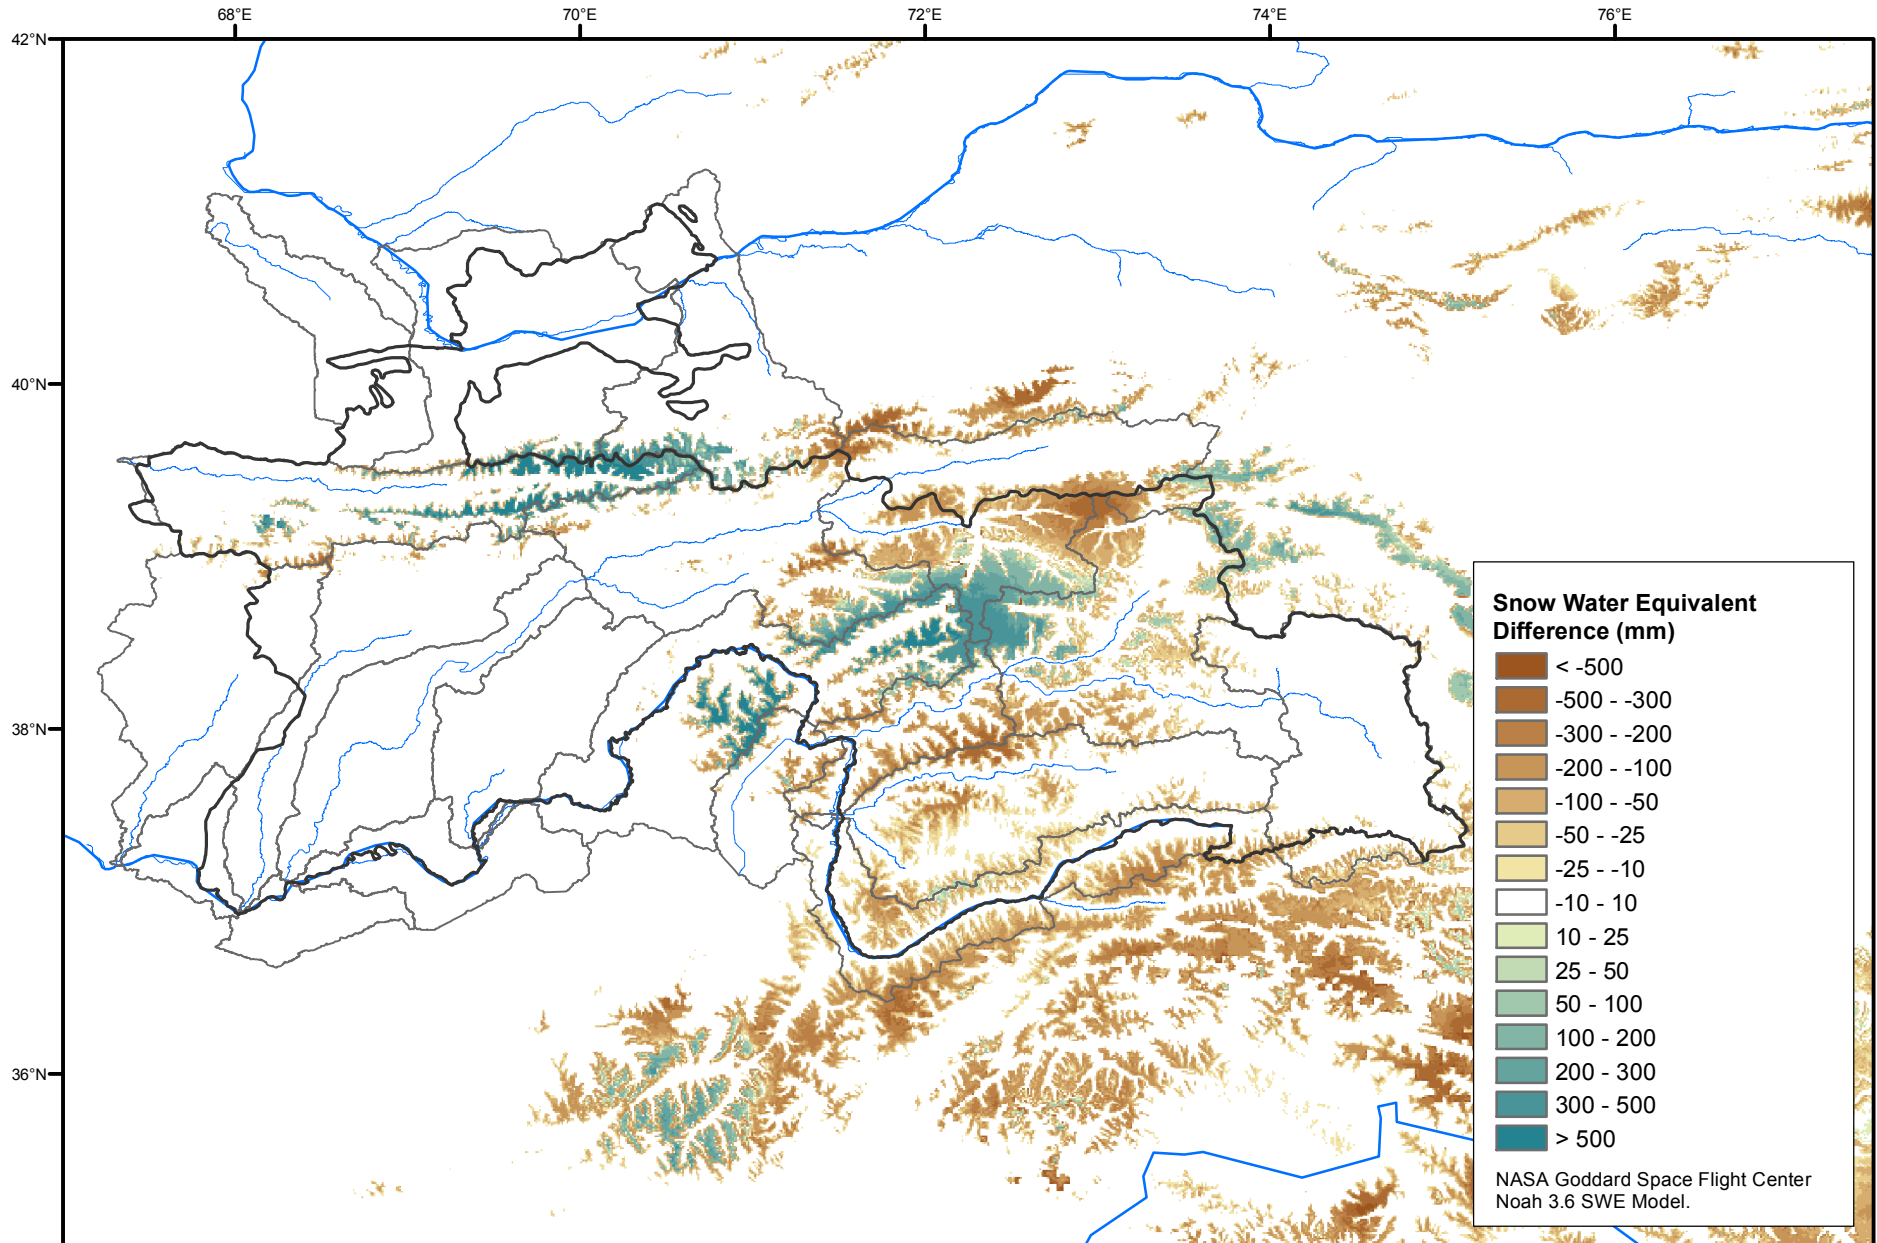 68°E
70°E
72°E
74°E
76°E
42°N
40°N
38°N
36°N
Snow Water Equivalent
Difference (mm)
< -500
-500 - -300
-300 - -200
-200 - -100
-100 - -50
-50 - -25
-25 - -10
-10 - 10
10 - 25
25 - 50
50 - 100
100 - 200
200 - 300
300 - 500
> 500
NASA Goddard Space Flight Center
Noah 3.6 SWE Model.